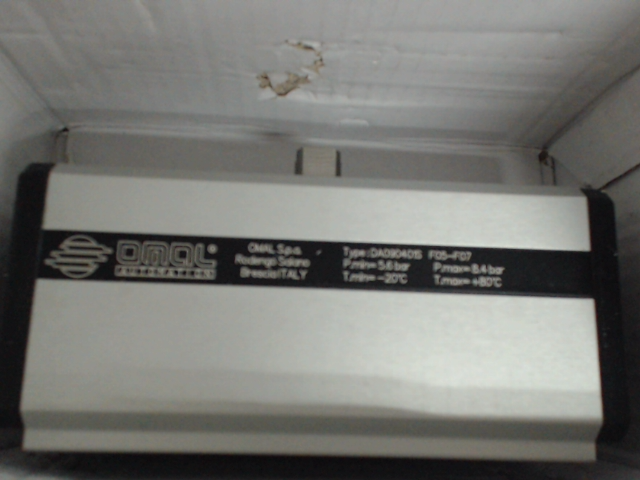 OMAL®
AUTOMATION
OMAL S.p.a.
Rodengo Saiano
Brescia ITALY
Type: DA0904015 F05-F07
P.min= 5.6 bar P.max= 8.4 bar
T.min= -20°C T.max= +80°C